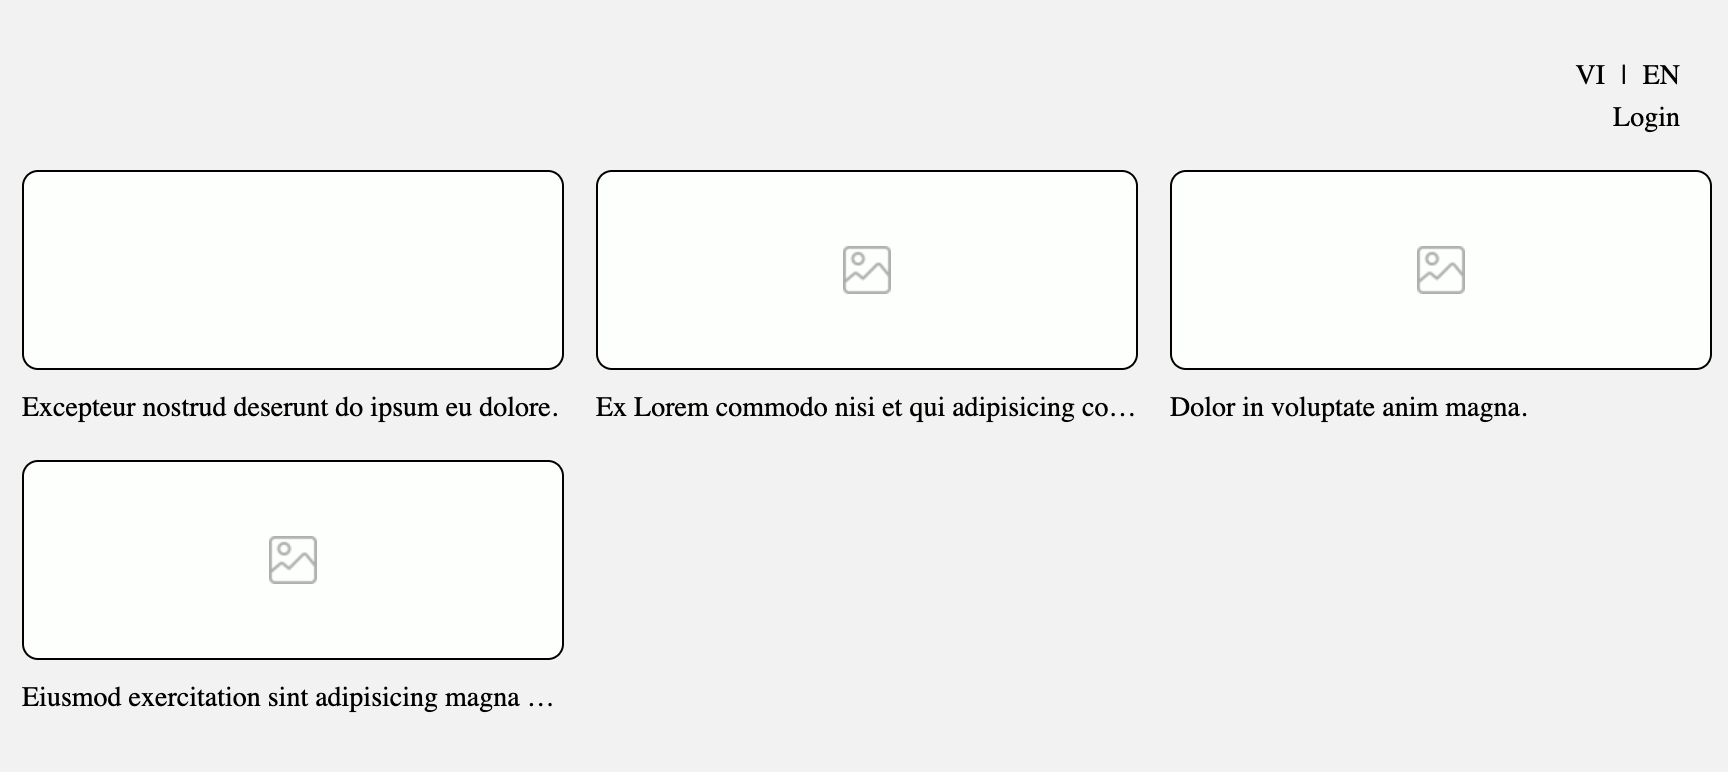 VI | EN
Login
Excepteur nostrud deserunt do ipsum eu dolore.
Ex Lorem commodo nisi et qui adipisicing co…
Dolor in voluptate anim magna.
Eiusmod exercitation sint adipisicing magna …